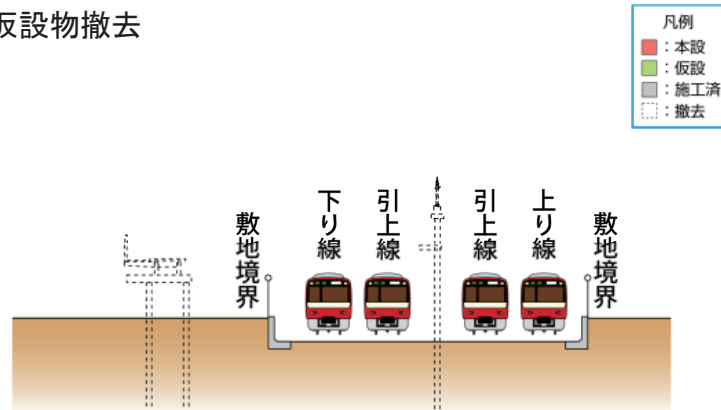 仮設物撤去
凡例
：本設
：仮設
：施工済
：撤去
敷地境界
下り線
引上線
引上線
上り線
敷地境界